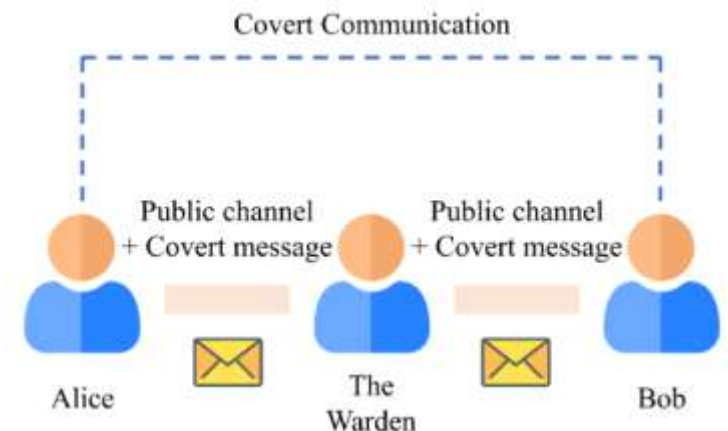 Covert Communication
Public channel
+ Covert message
Public channel
+ Covert message
Alice
The
Warden
Bob